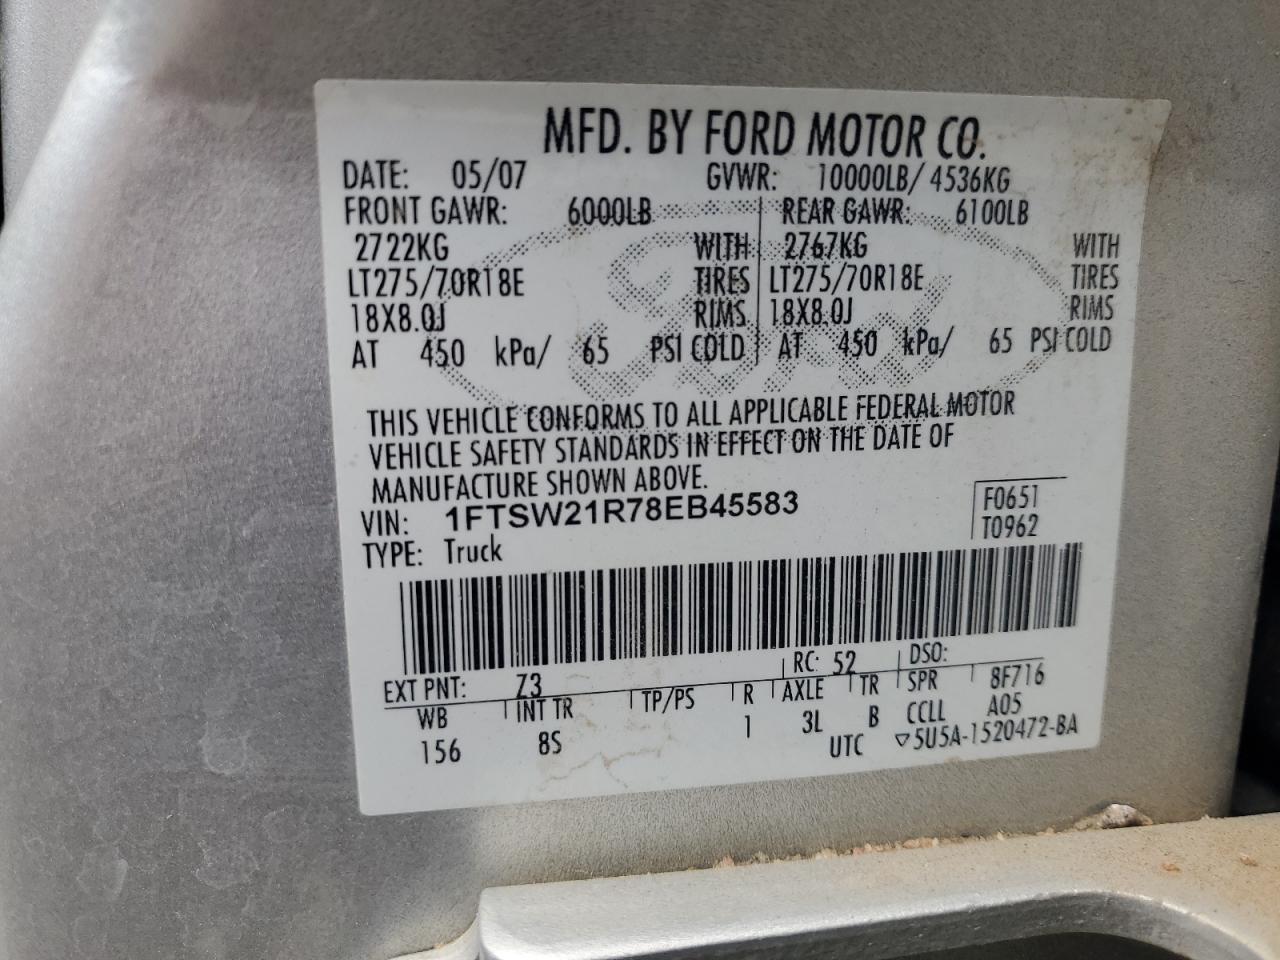 MFD. BY FORD MOTOR CO.
DATE: 05/07 GVWR: 10000LB/ 4536KG
FRONT GAWR: 6000LB REAR GAWR: 6100LB
2722KG WITH 2767KG WITH
LT275/70R18E TIRES LT275/70R18E TIRES
18X8.0J RIMS 18X8.0J RIMS
AT 450 kPa/ 65 PSI COLD AT 450 kPa/ 65 PSI COLD
THIS VEHICLE CONFORMS TO ALL APPLICABLE FEDERAL MOTOR
VEHICLE SAFETY STANDARDS IN EFFECT ON THE DATE OF
MANUFACTURE SHOWN ABOVE.
VIN: 1FTSW21R78EB45583 F0651
TYPE: Truck T0962
EXT PNT: Z3 RC: 52 DSO:
WB INT TR TP/PS R AXLE TR SPR 8F716
156 8S 1 3L B CCLL A05
UTC ▽5U5A-1520472-BA